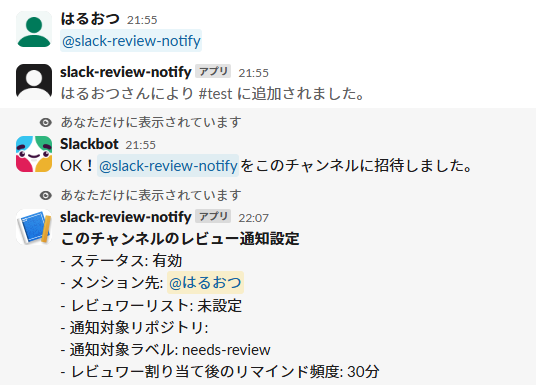 はるおつ 21:55
@slack-review-notify
slack-review-notify アプリ 21:55
はるおつさんにより #test に追加されました。
あなただけに表示されています
Slackbot 21:55
OK！@slack-review-notify をこのチャンネルに招待しました。
あなただけに表示されています
slack-review-notify アプリ 22:07
このチャンネルのレビュー通知設定
- ステータス: 有効
- メンション先: @はるおつ
- レビュワーリスト: 未設定
- 通知対象リポジトリ:
- 通知対象ラベル: needs-review
- レビュワー割り当て後のリマインド頻度: 30分